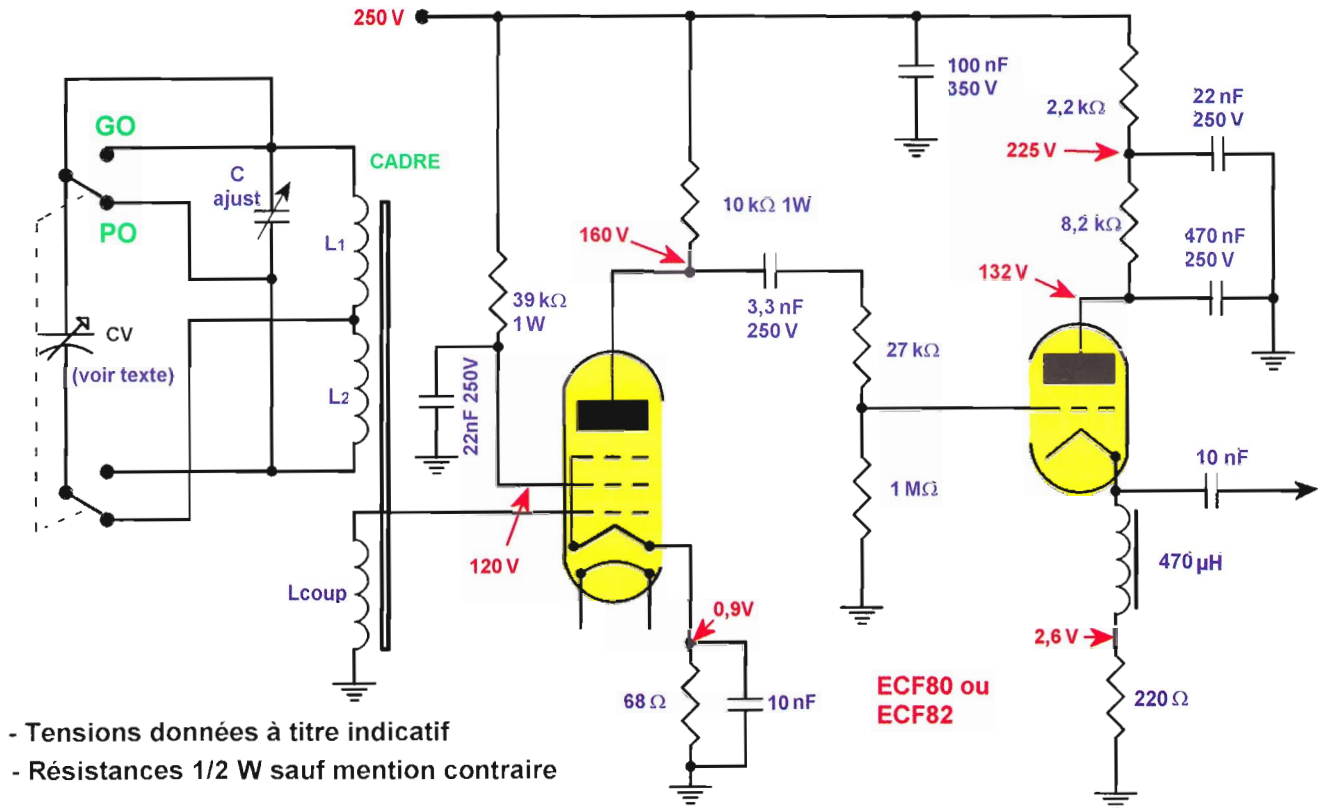 250 V
100 nF
350 V
2,2 kΩ
22 nF
250 V
GO
CADRE
C
ajust
225 V
PO
10 kΩ 1W
8,2 kΩ
L1
160 V
470 nF
250 V
132 V
39 kΩ
1 W
3,3 nF
250 V
CV
(voir texte)
27 kΩ
L2
22nF 250V
10 nF
1 MΩ
120 V
470 µH
Lcoup
0,9V
2,6 V
ECF80 ou
ECF82
68 Ω
10 nF
220 Ω
- Tensions données à titre indicatif
- Résistances 1/2 W sauf mention contraire